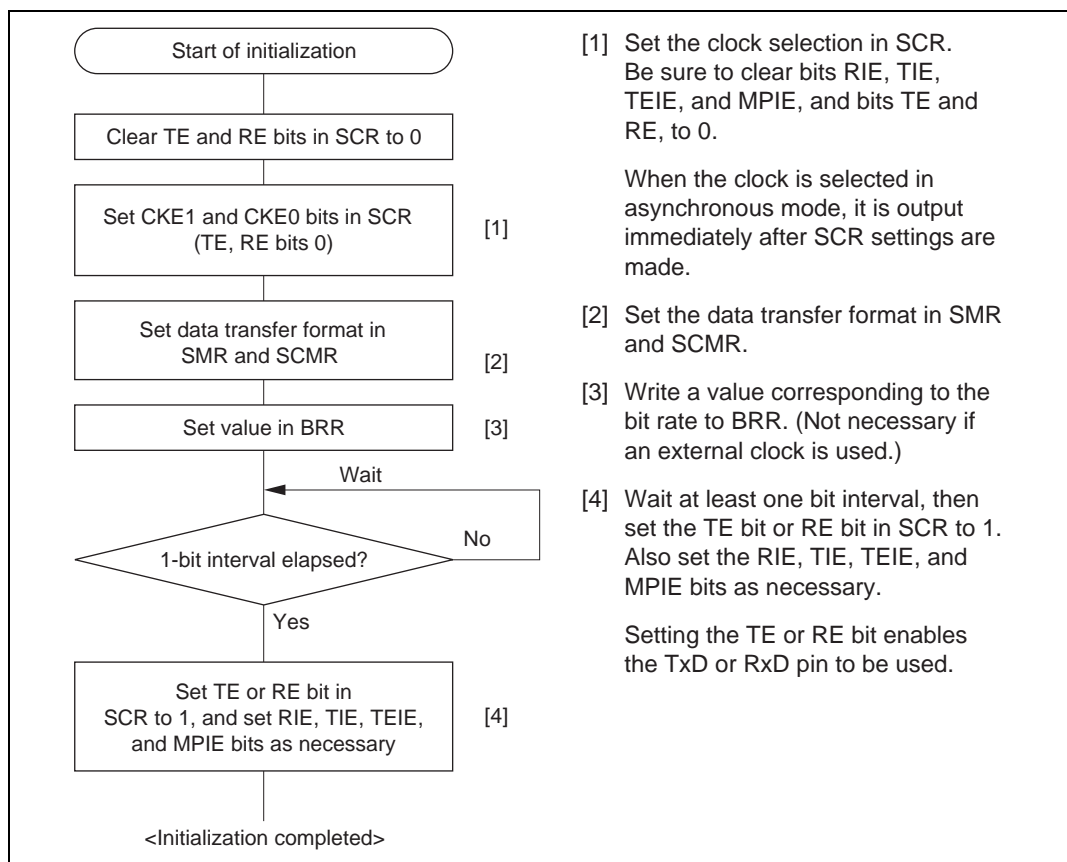 Start of initialization
Clear TE and RE bits in SCR to 0
Set CKE1 and CKE0 bits in SCR
(TE, RE bits 0)
[1]
Set data transfer format in
SMR and SCMR
[2]
Set value in BRR
[3]
Wait
1-bit interval elapsed?
No
Yes
Set TE or RE bit in
SCR to 1, and set RIE, TIE, TEIE,
and MPIE bits as necessary
[4]
<Initialization completed>
[1] Set the clock selection in SCR.
Be sure to clear bits RIE, TIE,
TEIE, and MPIE, and bits TE and
RE, to 0.
When the clock is selected in
asynchronous mode, it is output
immediately after SCR settings are
made.
[2] Set the data transfer format in SMR
and SCMR.
[3] Write a value corresponding to the
bit rate to BRR. (Not necessary if
an external clock is used.)
[4] Wait at least one bit interval, then
set the TE bit or RE bit in SCR to 1.
Also set the RIE, TIE, TEIE, and
MPIE bits as necessary.
Setting the TE or RE bit enables
the TxD or RxD pin to be used.